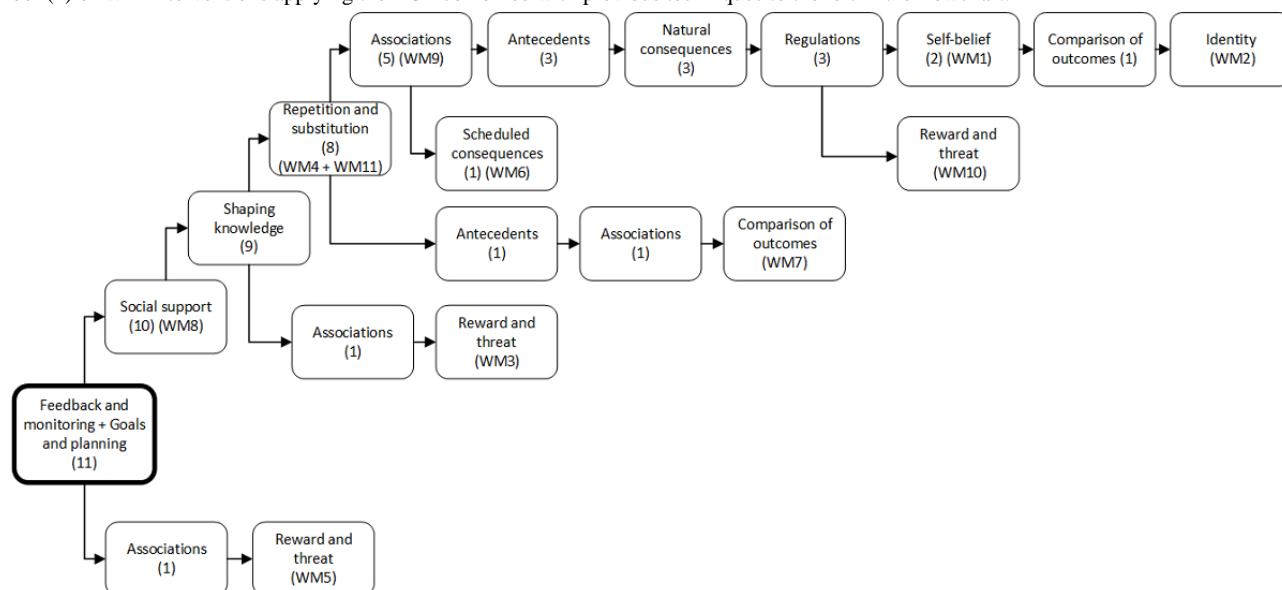 Associations
(5) (WM9)
Antecedents
(3)
Natural
consequences
(3)
Regulations
(3)
Self-belief
(2) (WM1)
Comparison of
outcomes (1)
Identity
(WM2)
Repetition and
substitution
(8)
(WM4 + WM11)
Scheduled
consequences
(1) (WM6)
Reward and
threat
(WM10)
Shaping
knowledge
(9)
Antecedents
(1)
Associations
(1)
Comparison of
outcomes
(WM7)
Social support
(10) (WM8)
Associations
(1)
Reward and
threat
(WM3)
Feedback and
monitoring + Goals
and planning
(11)
Associations
(1)
Reward and
threat
(WM5)